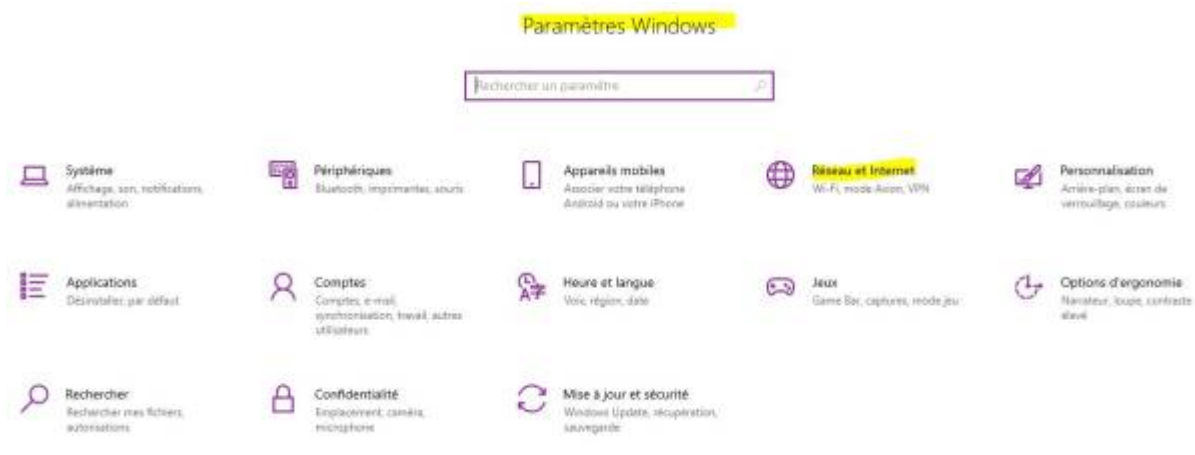 Paramètres Windows
Rechercher un paramètre
Système
Affichage, son, notifications,
alimentation
Périphériques
Bluetooth, imprimantes, souris
Appareils mobiles
Associer votre téléphone
Android ou votre iPhone
Réseau et Internet
Wi-Fi, mode Avion, VPN
Personnalisation
Arrière-plan, écran de
verrouillage, couleurs
Applications
Désinstaller, par défaut
Comptes
Comptes, e-mail,
synchronisation, travail, autres
utilisateurs
Heure et langue
Voix, région, date
Jeux
Game Bar, captures, mode jeu
Options d'ergonomie
Narrateur, loupe, contraste
élevé
Rechercher
Rechercher mes fichiers,
autorisations
Confidentialité
Emplacement, caméra,
microphone
Mise à jour et sécurité
Windows Update, récupération,
sauvegarde